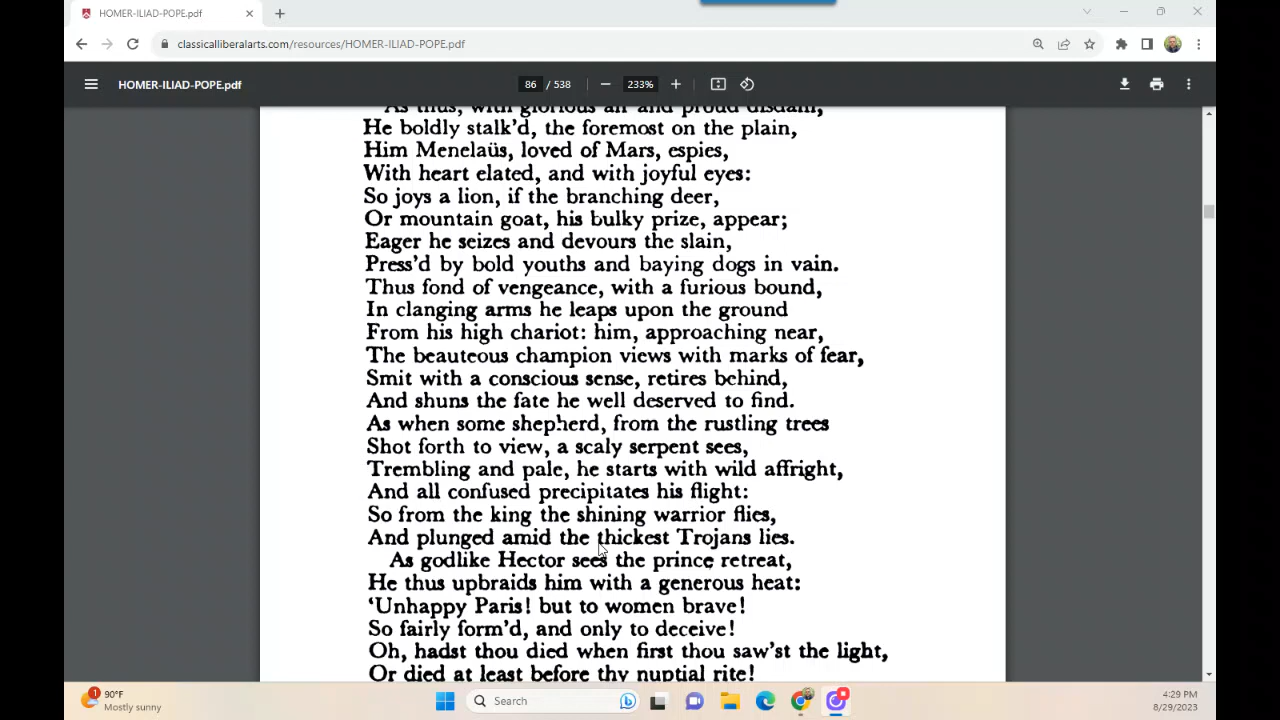 HOMER-ILIAD-POPE.pdf
classicalliberalarts.com/resources/HOMER-ILIAD-POPE.pdf
HOMER-ILIAD-POPE.pdf
86 / 538
233%
As thus, with glorious air and proud disdain,
He boldly stalk'd, the foremost on the plain,
Him Menelaüs, loved of Mars, espies,
With heart elated, and with joyful eyes:
So joys a lion, if the branching deer,
Or mountain goat, his bulky prize, appear;
Eager he seizes and devours the slain,
Press'd by bold youths and baying dogs in vain.
Thus fond of vengeance, with a furious bound,
In clanging arms he leaps upon the ground
From his high chariot: him, approaching near,
The beauteous champion views with marks of fear,
Smit with a conscious sense, retires behind,
And shuns the fate he well deserved to find.
As when some shepherd, from the rustling trees
Shot forth to view, a scaly serpent sees,
Trembling and pale, he starts with wild affright,
And all confused precipitates his flight:
So from the king the shining warrior flies,
And plunged amid the thickest Trojans lies.
As godlike Hector sees the prince retreat,
He thus upbraids him with a generous heat:
'Unhappy Paris! but to women brave!
So fairly form'd, and only to deceive!
Oh, hadst thou died when first thou saw'st the light,
Or died at least before thy nuptial rite!
1
90°F
Mostly sunny
Search
4:29 PM
8/29/2023